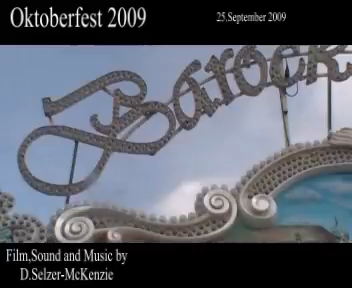 Oktoberfest 2009
25.September 2009
Barock
Film,Sound and Music by
D.Selzer-McKenzie